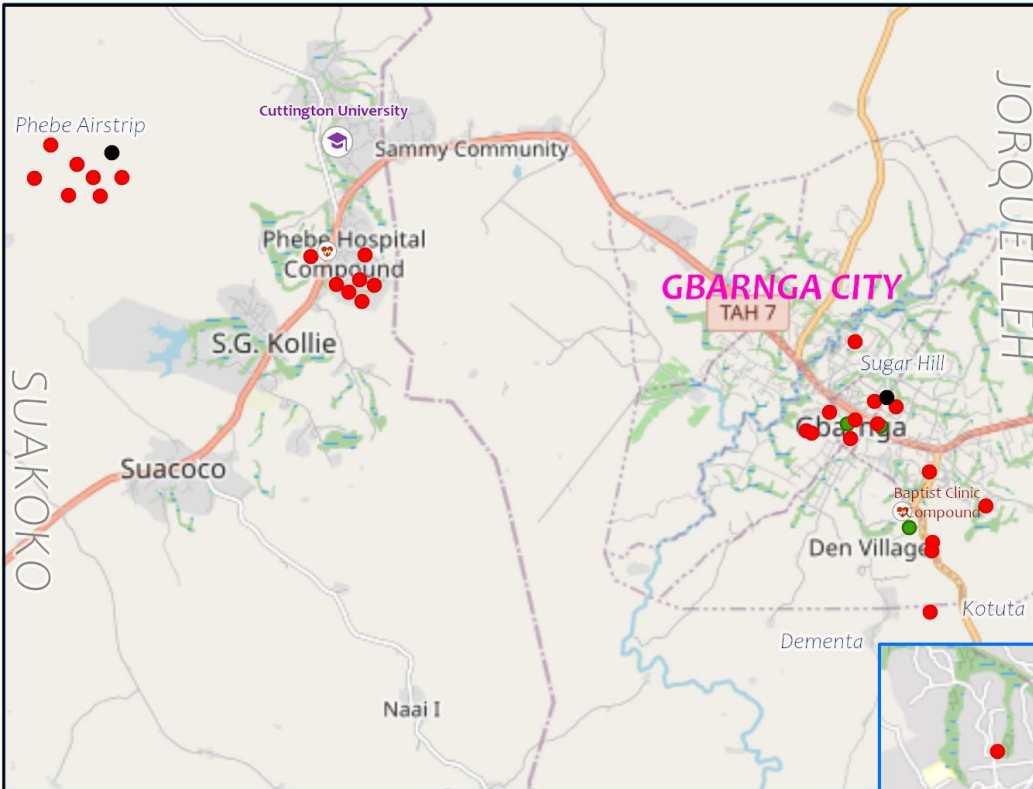 Cuttington University
Phebe Airstrip
Sammy Community
JORQUELLEH
Phebe Hospital
Compound
GBARNGA CITY
TAH 7
S.G. Kollie
Sugar Hill
SUAKOKO
Gbarnga
Suacoco
Baptist Clinic
Compound
Den Village
Kotuta
Dementa
Naai I